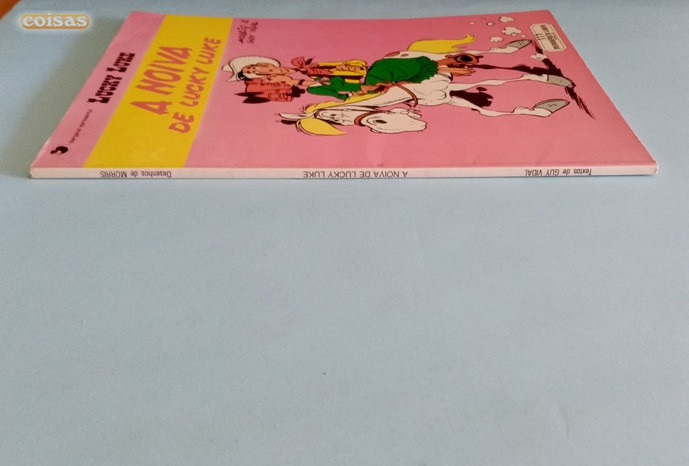 coisas
LUCKY LUKE
A NOIVA
DE LUCKY LUKE
Desenhos de MORRIS
A NOIVA DE LUCKY LUKE
Textos de GUY VIDAL